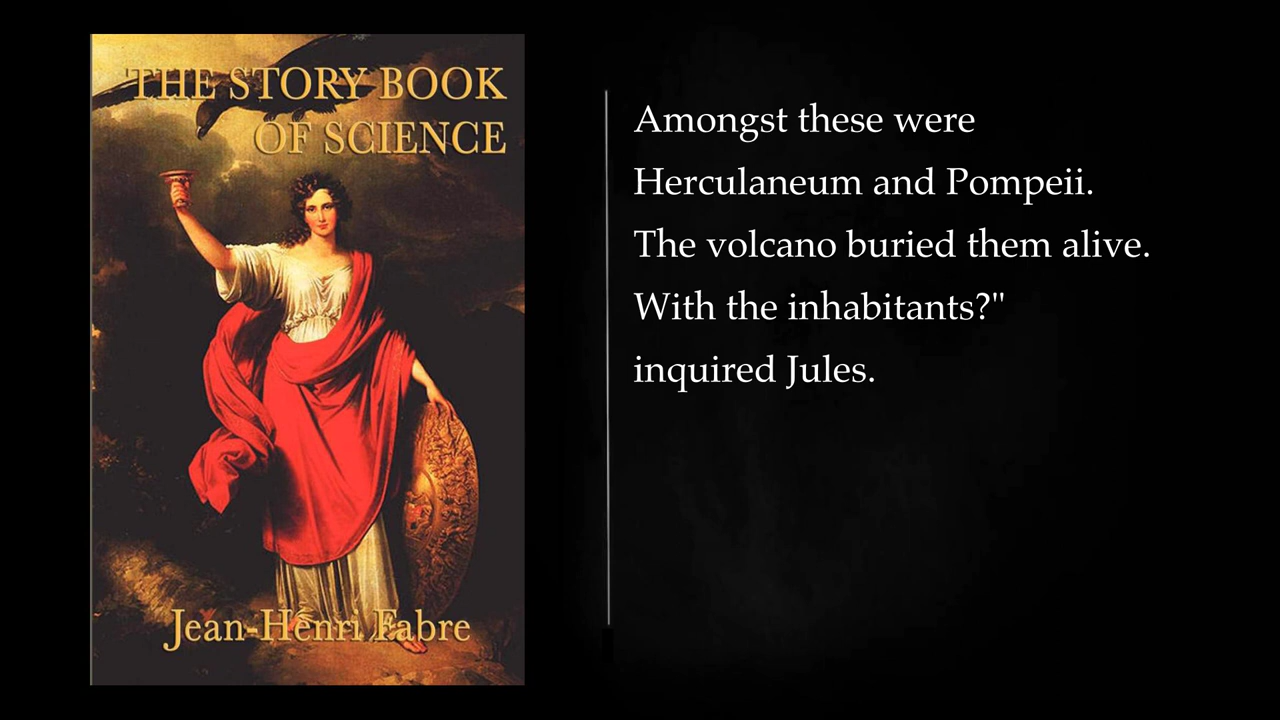 THE STORY BOOK
OF SCIENCE
Jean-Henri Fabre
Amongst these were
Herculaneum and Pompeii.
The volcano buried them alive.
With the inhabitants?"
inquired Jules.